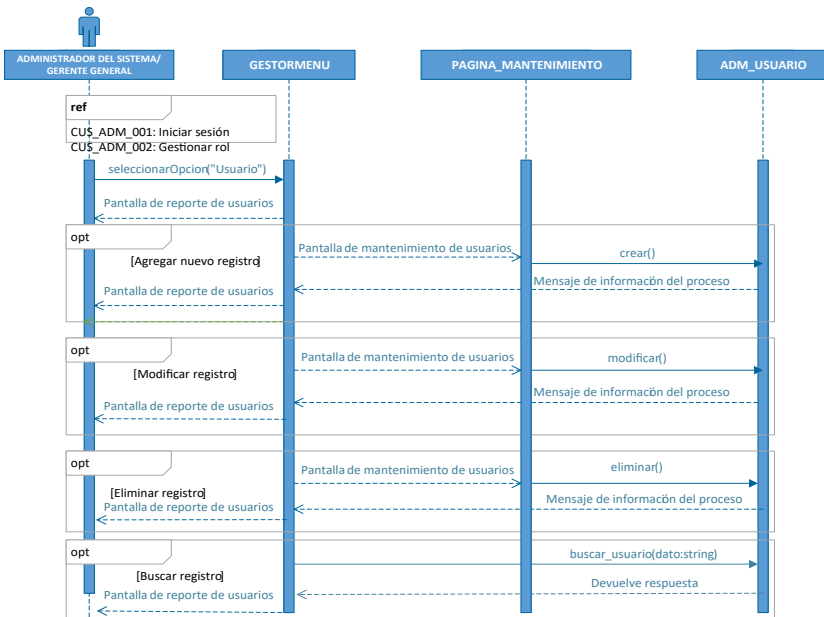 ADMINISTRADOR DEL SISTEMA/
GERENTE GENERAL
GESTORMENU
PAGINA_MANTENIMIENTO
ADM_USUARIO
ref
CUS_ADM_001: Iniciar sesión
CUS_ADM_002: Gestionar rol
seleccionarOpcion("Usuario")
Pantalla de reporte de usuarios
opt
[Agregar nuevo registro]
Pantalla de mantenimiento de usuarios
crear()
Mensaje de información del proceso
Pantalla de reporte de usuarios
opt
[Modificar registro]
Pantalla de mantenimiento de usuarios
modificar()
Mensaje de información del proceso
Pantalla de reporte de usuarios
opt
[Eliminar registro]
Pantalla de mantenimiento de usuarios
eliminar()
Mensaje de información del proceso
Pantalla de reporte de usuarios
opt
[Buscar registro]
buscar_usuario(dato:string)
Devuelve respuesta
Pantalla de reporte de usuarios